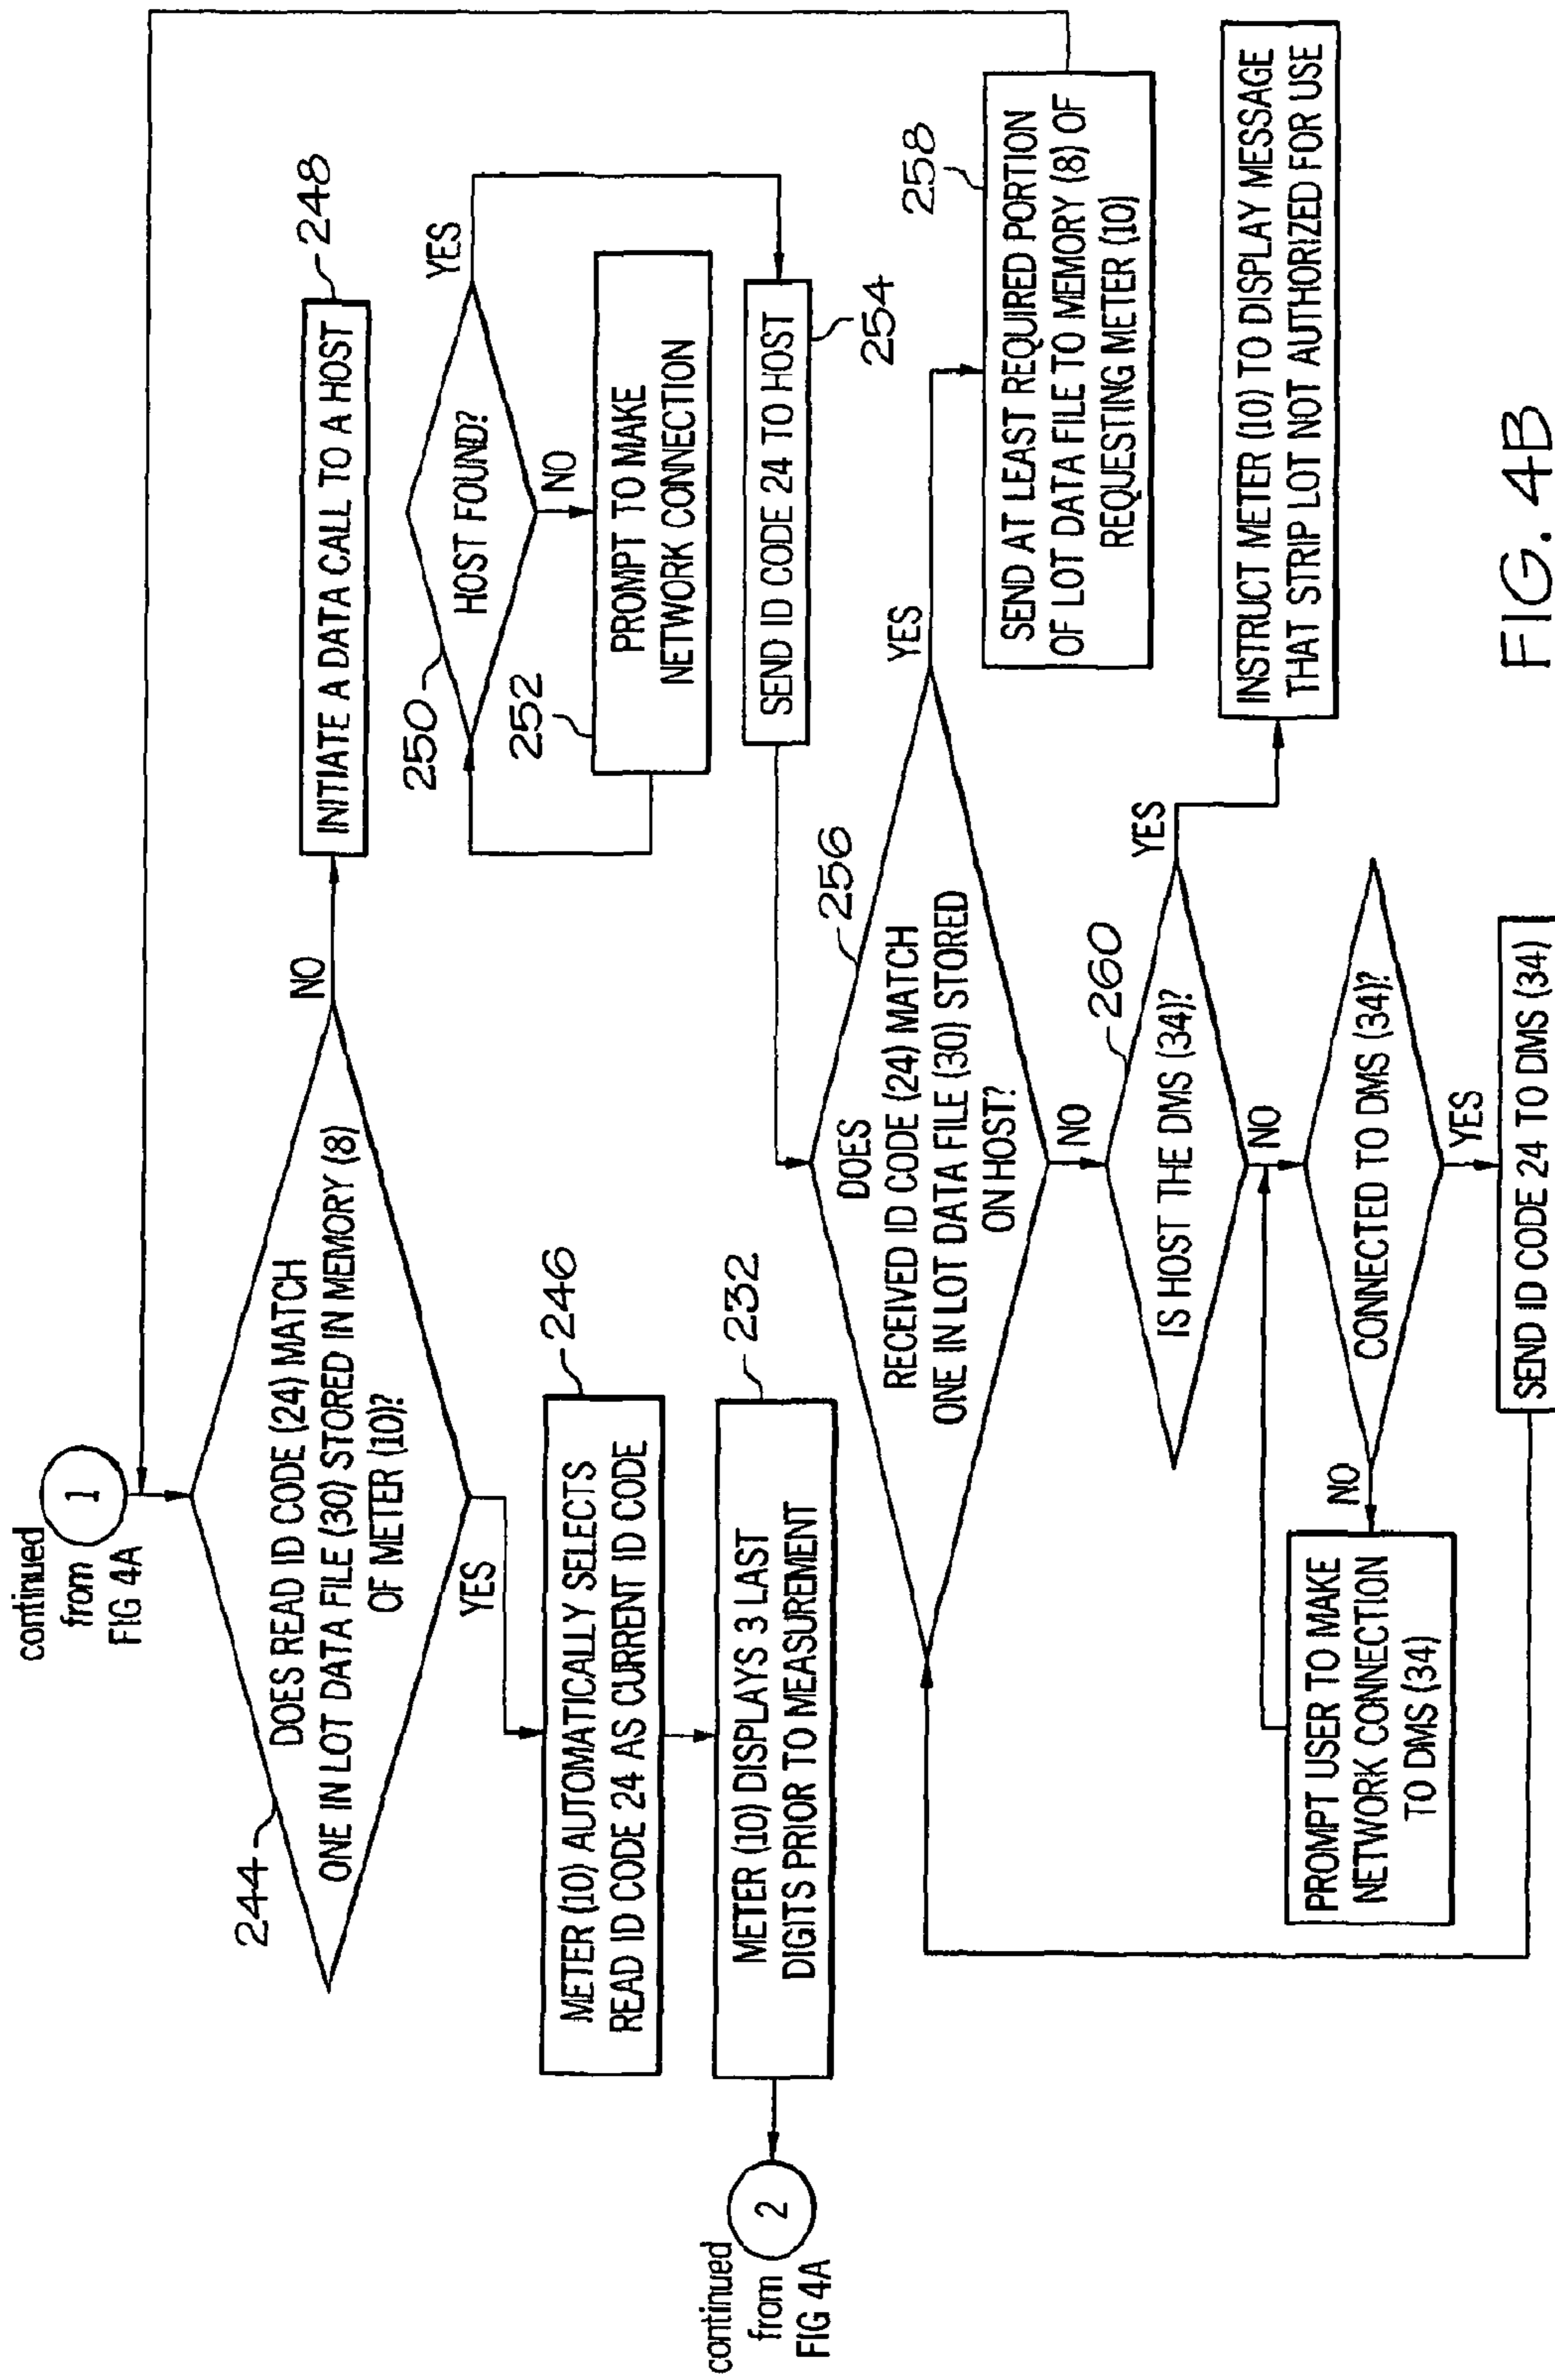 continued
from
FIG 4A
1
244
DOES READ ID CODE (24) MATCH
ONE IN LOT DATA FILE (30) STORED IN MEMORY (8)
OF METER (10)?
NO
YES
248
INITIATE A DATA CALL TO A HOST
250
HOST FOUND?
YES
NO
252
PROMPT TO MAKE
NETWORK CONNECTION
246
METER (10) AUTOMATICALLY SELECTS
READ ID CODE 24 AS CURRENT ID CODE
232
METER (10) DISPLAYS 3 LAST
DIGITS PRIOR TO MEASUREMENT
continued
from
FIG 4A
2
SEND ID CODE 24 TO HOST
254
256
DOES
RECEIVED ID CODE (24) MATCH
ONE IN LOT DATA FILE (30) STORED
ON HOST?
YES
NO
258
SEND AT LEAST REQUIRED PORTION
OF LOT DATA FILE TO MEMORY (8) OF
REQUESTING METER (10)
260
IS HOST THE DMS (34)?
YES
NO
INSTRUCT METER (10) TO DISPLAY MESSAGE
THAT STRIP LOT NOT AUTHORIZED FOR USE
CONNECTED TO DMS (34)?
NO
YES
PROMPT USER TO MAKE
NETWORK CONNECTION
TO DMS (34)
SEND ID CODE 24 TO DMS (34)
FIG. 4B